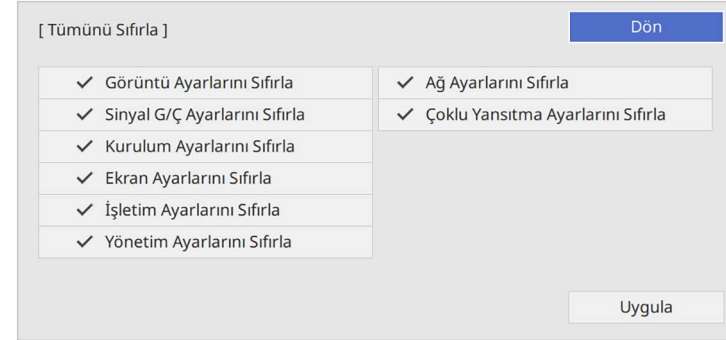 [ Tümünü Sıfırla ]
Dön
Görüntü Ayarlarını Sıfırla
Sinyal G/Ç Ayarlarını Sıfırla
Kurulum Ayarlarını Sıfırla
Ekran Ayarlarını Sıfırla
İşletim Ayarlarını Sıfırla
Yönetim Ayarlarını Sıfırla
Ağ Ayarlarını Sıfırla
Çoklu Yansıtma Ayarlarını Sıfırla
Uygula